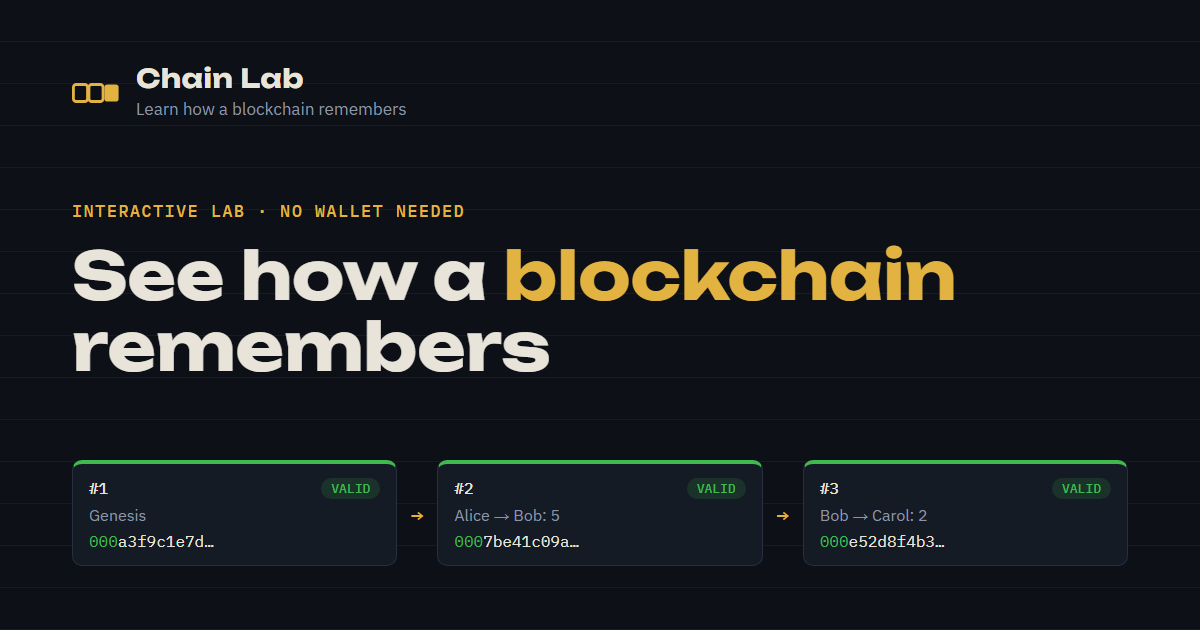 Chain Lab
Learn how a blockchain remembers
INTERACTIVE LAB · NO WALLET NEEDED
See how a blockchain
remembers
#1 VALID
Genesis
000a3f9c1e7d…
→
#2 VALID
Alice → Bob: 5
0007be41c09a…
→
#3 VALID
Bob → Carol: 2
000e52d8f4b3…